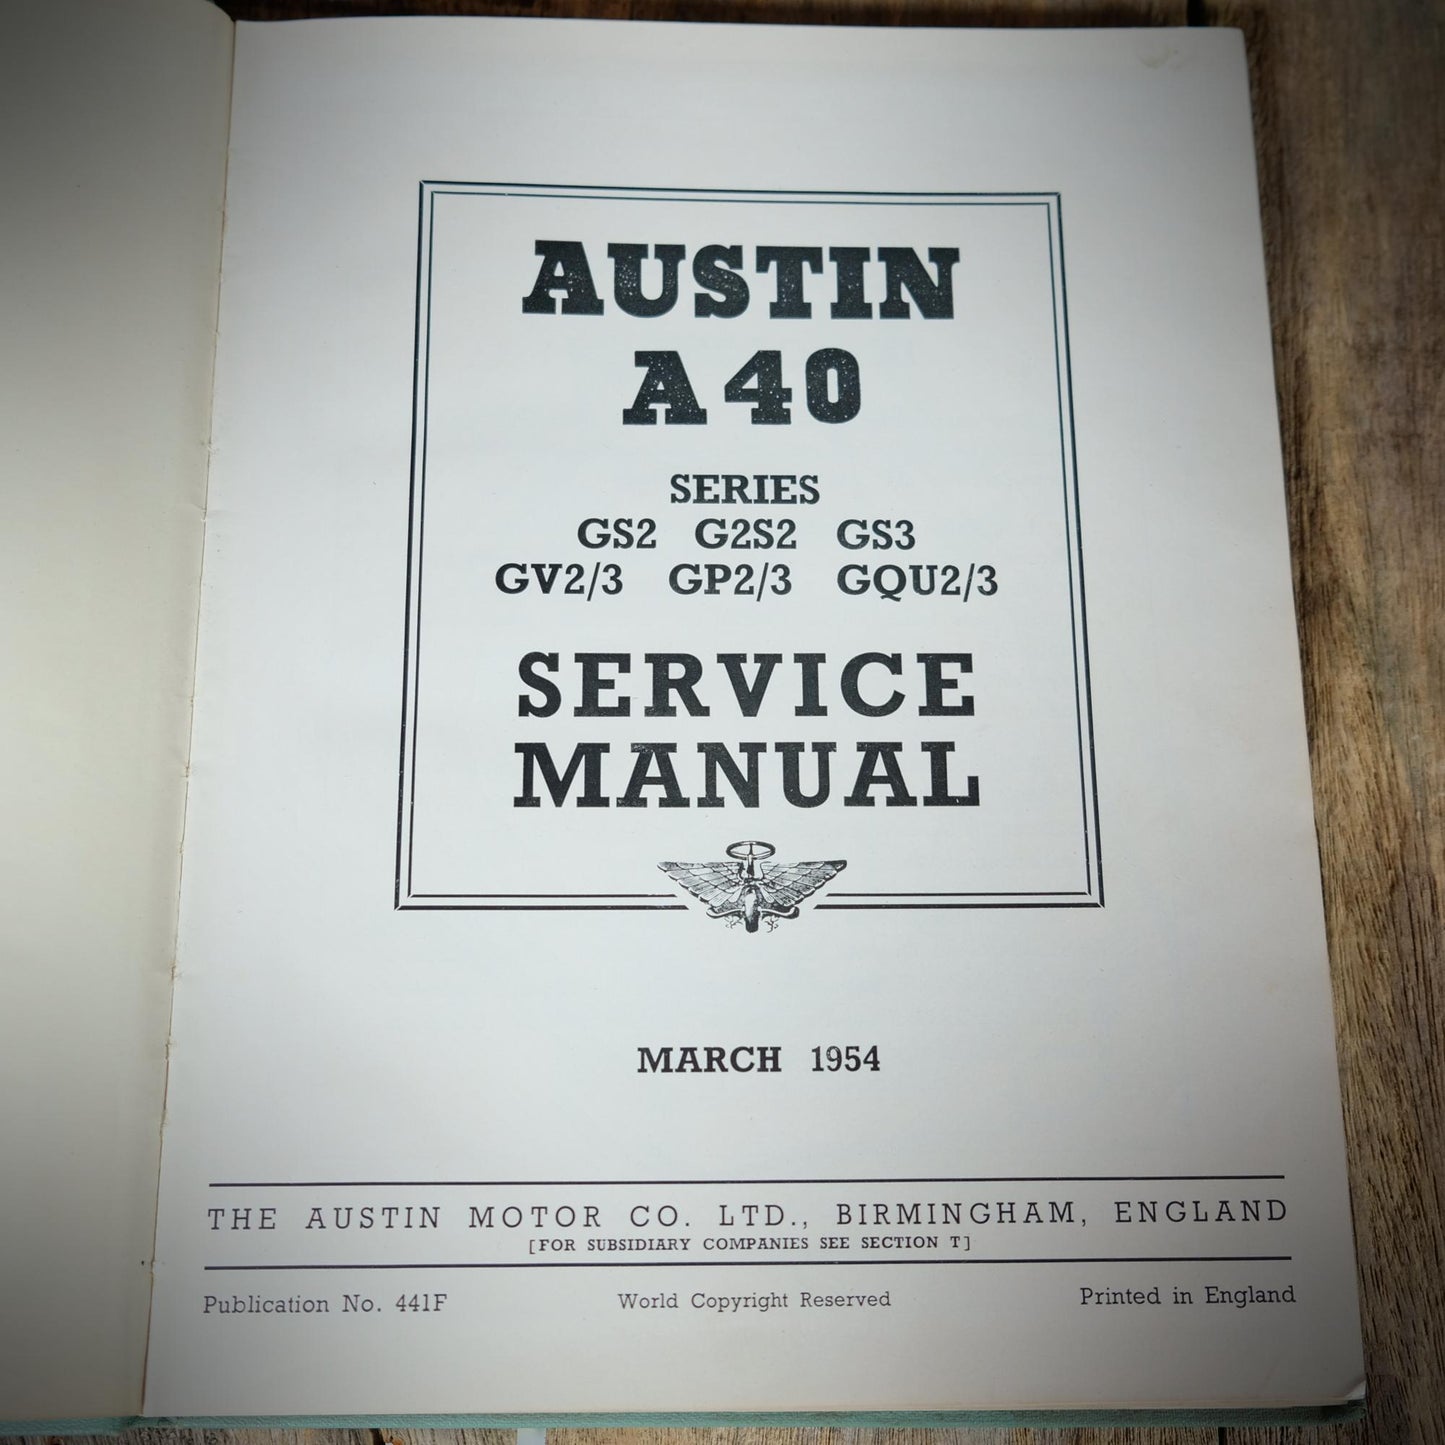 AUSTIN
A40
SERIES
GS2 G2S2 GS3
GV2/3 GP2/3 GQU2/3
SERVICE
MANUAL
MARCH 1954
THE AUSTIN MOTOR CO. LTD., BIRMINGHAM, ENGLAND
[FOR SUBSIDIARY COMPANIES SEE SECTION T]
Publication No. 441F World Copyright Reserved Printed in England